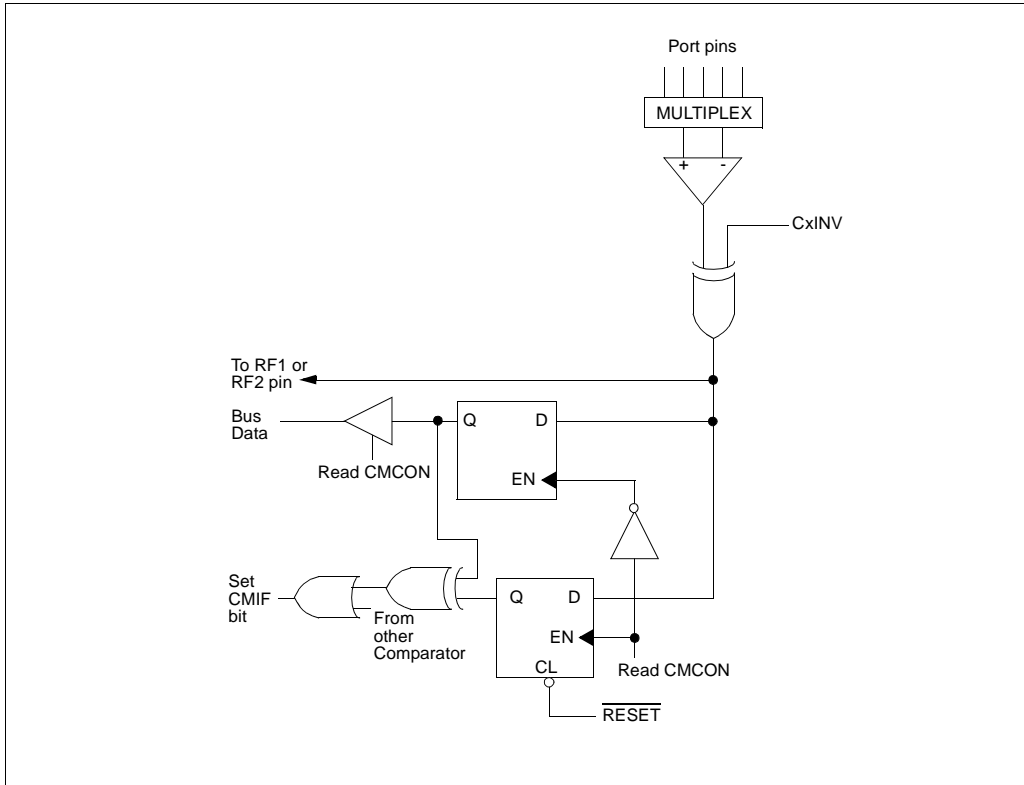 Port pins
MULTIPLEX
+ -
CxINV
To RF1 or
RF2 pin
Bus
Data
Q D
EN
Read CMCON
Set
CMIF
bit
From
other
Comparator
Q D
EN
CL
Read CMCON
RESET